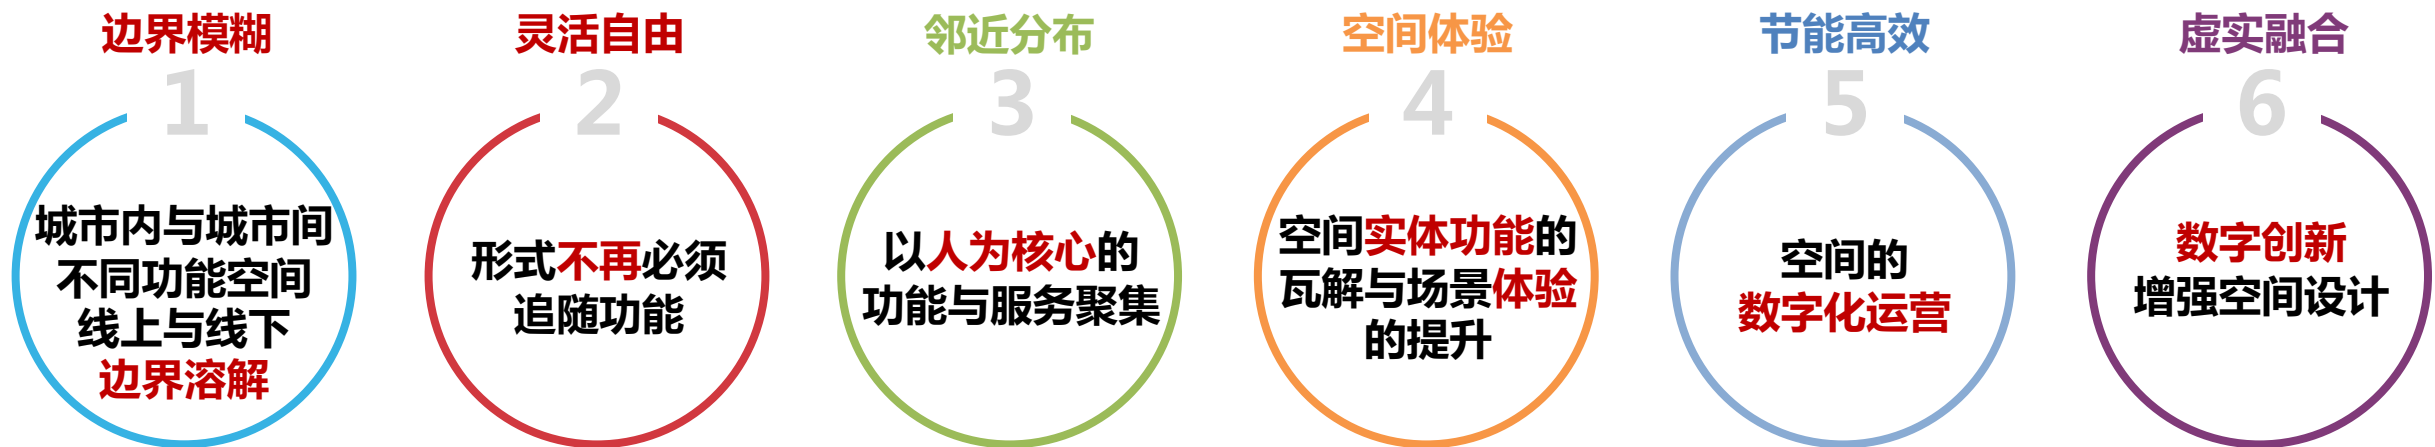 边界模糊
1
城市内与城市间
不同功能空间
线上与线下
边界溶解
灵活自由
2
形式不再必须
追随功能
邻近分布
3
以人为核心的
功能与服务聚集
空间体验
4
空间实体功能的
瓦解与场景体验
的提升
节能高效
5
空间的
数字化运营
虚实融合
6
数字创新
增强空间设计